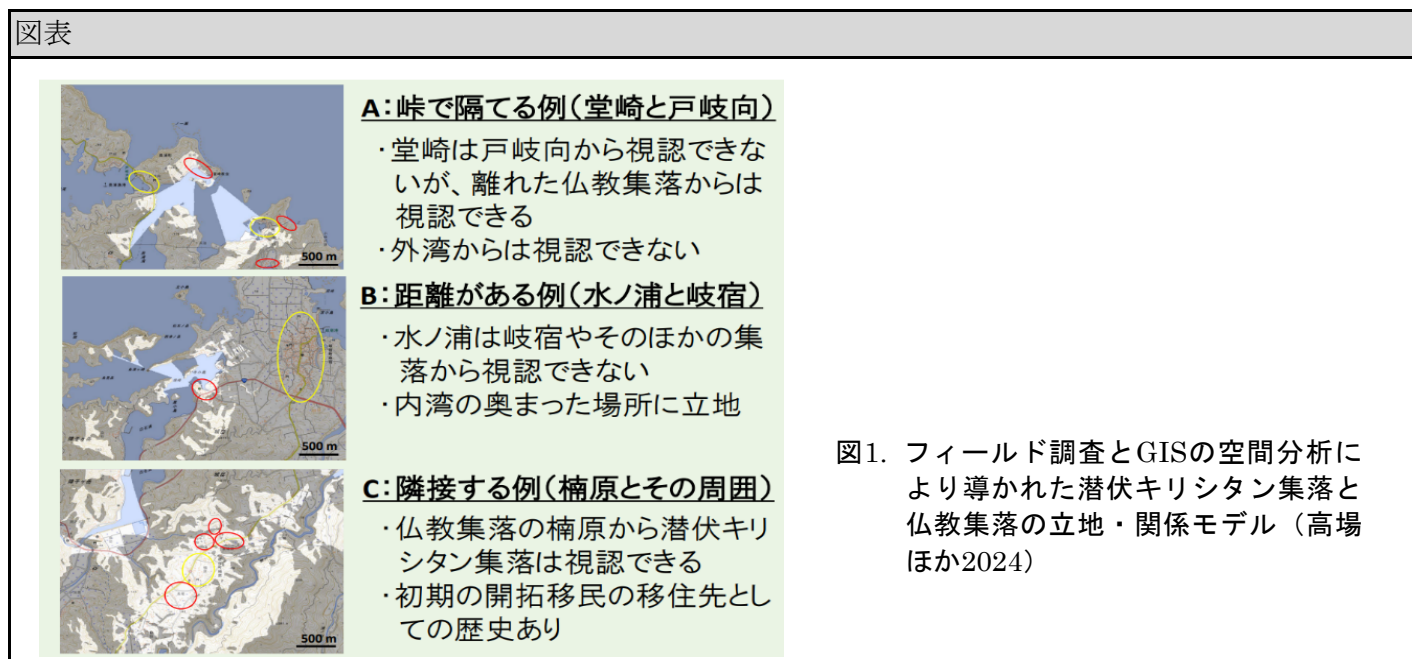 図表
A：峠で隔てる例（堂崎と戸岐向）
・堂崎は戸岐向から視認できな
いが、離れた仏教集落からは
視認できる
・外湾からは視認できない
500 m
B：距離がある例（水ノ浦と岐宿）
・水ノ浦は岐宿やそのほかの集
落から視認できない
・内湾の奥まった場所に立地
500 m
C：隣接する例（楠原とその周囲）
・仏教集落の楠原から潜伏キリ
シタン集落は視認できる
・初期の開拓移民の移住先とし
ての歴史あり
500 m
図1. フィールド調査とGISの空間分析に
より導かれた潜伏キリシタン集落と
仏教集落の立地・関係モデル（高場
ほか2024）